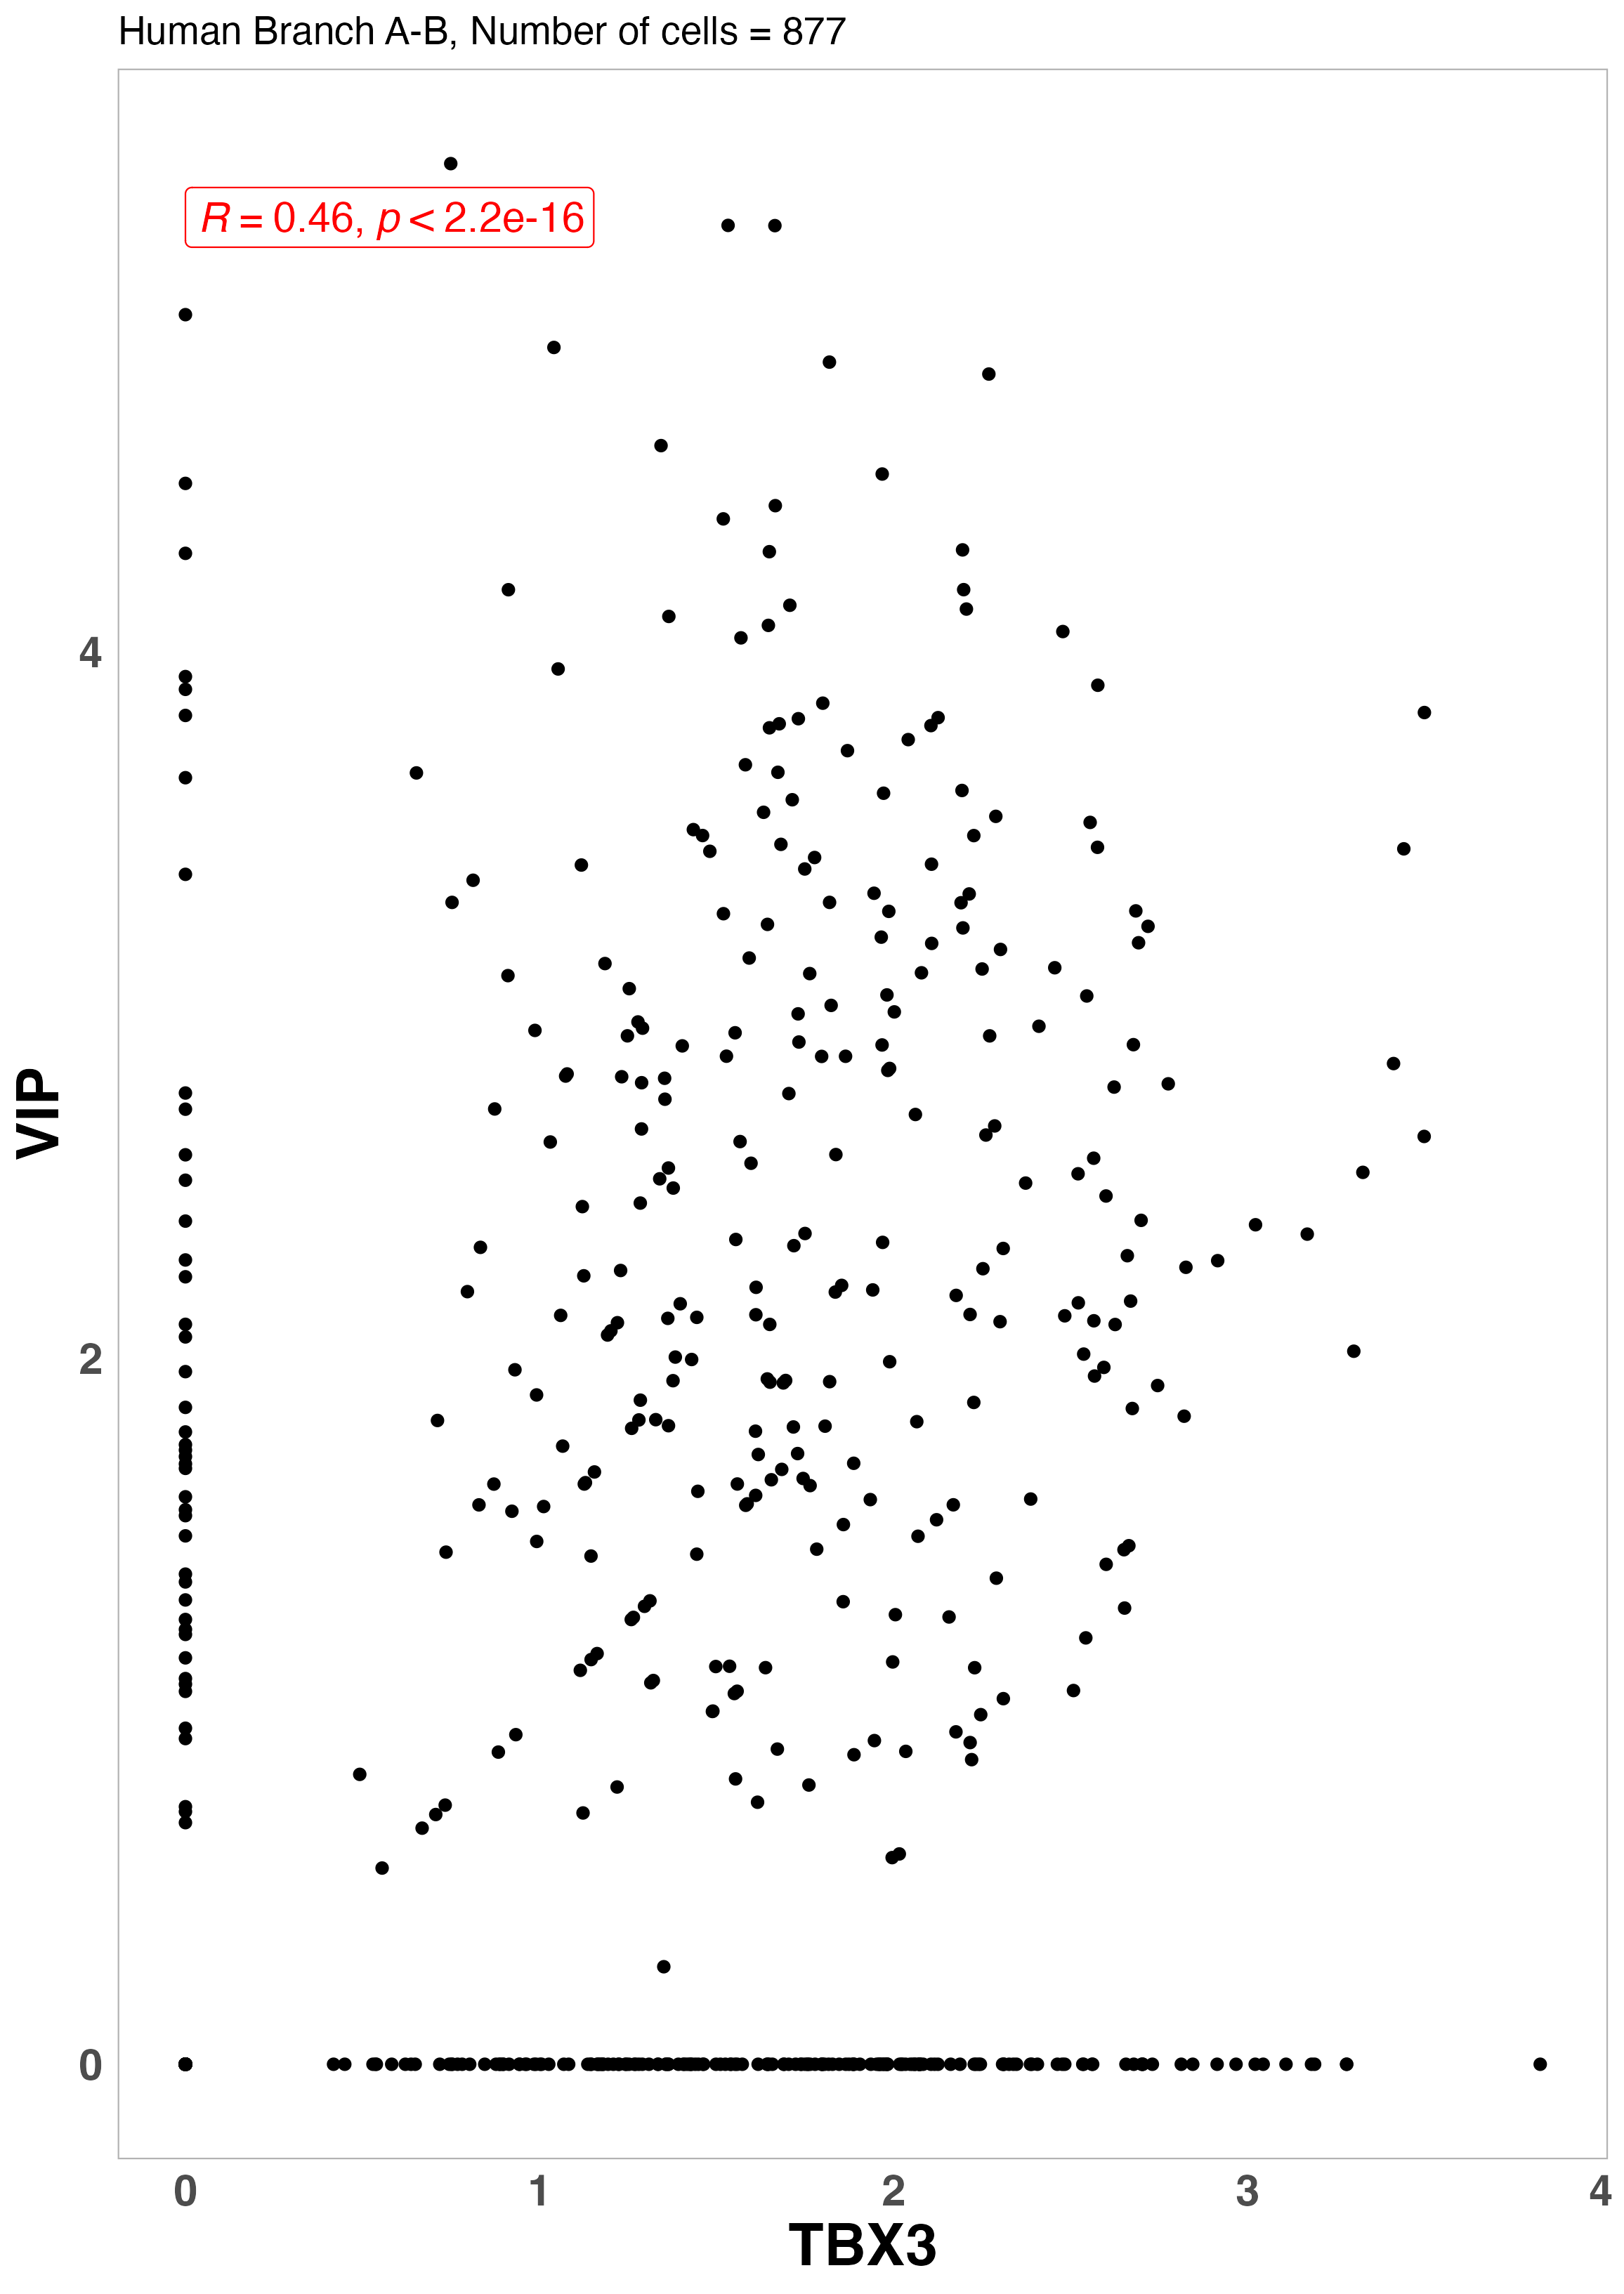 Human Branch A-B, Number of cells = 877
R = 0.46, p < 2.2e-16
4
VIP
2
0
0 1 2 3 4
TBX3